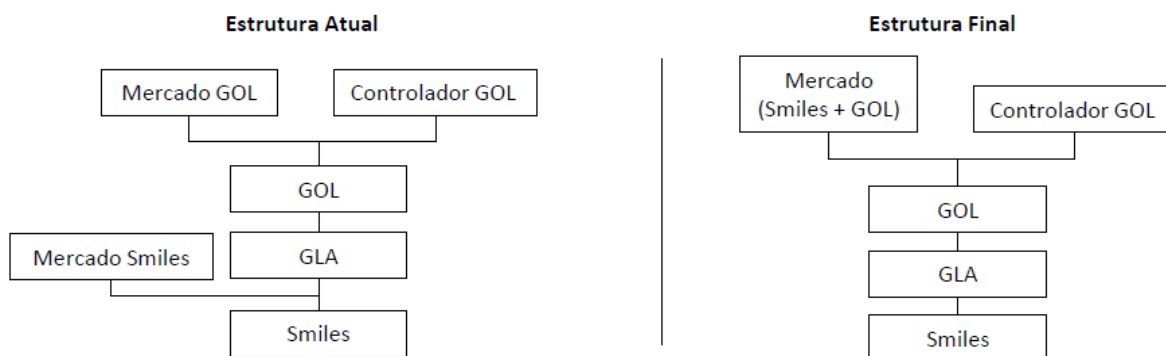 Estrutura Atual
Mercado GOL
Controlador GOL
GOL
Mercado Smiles
GLA
Smiles
Estrutura Final
Mercado
(Smiles + GOL)
Controlador GOL
GOL
GLA
Smiles